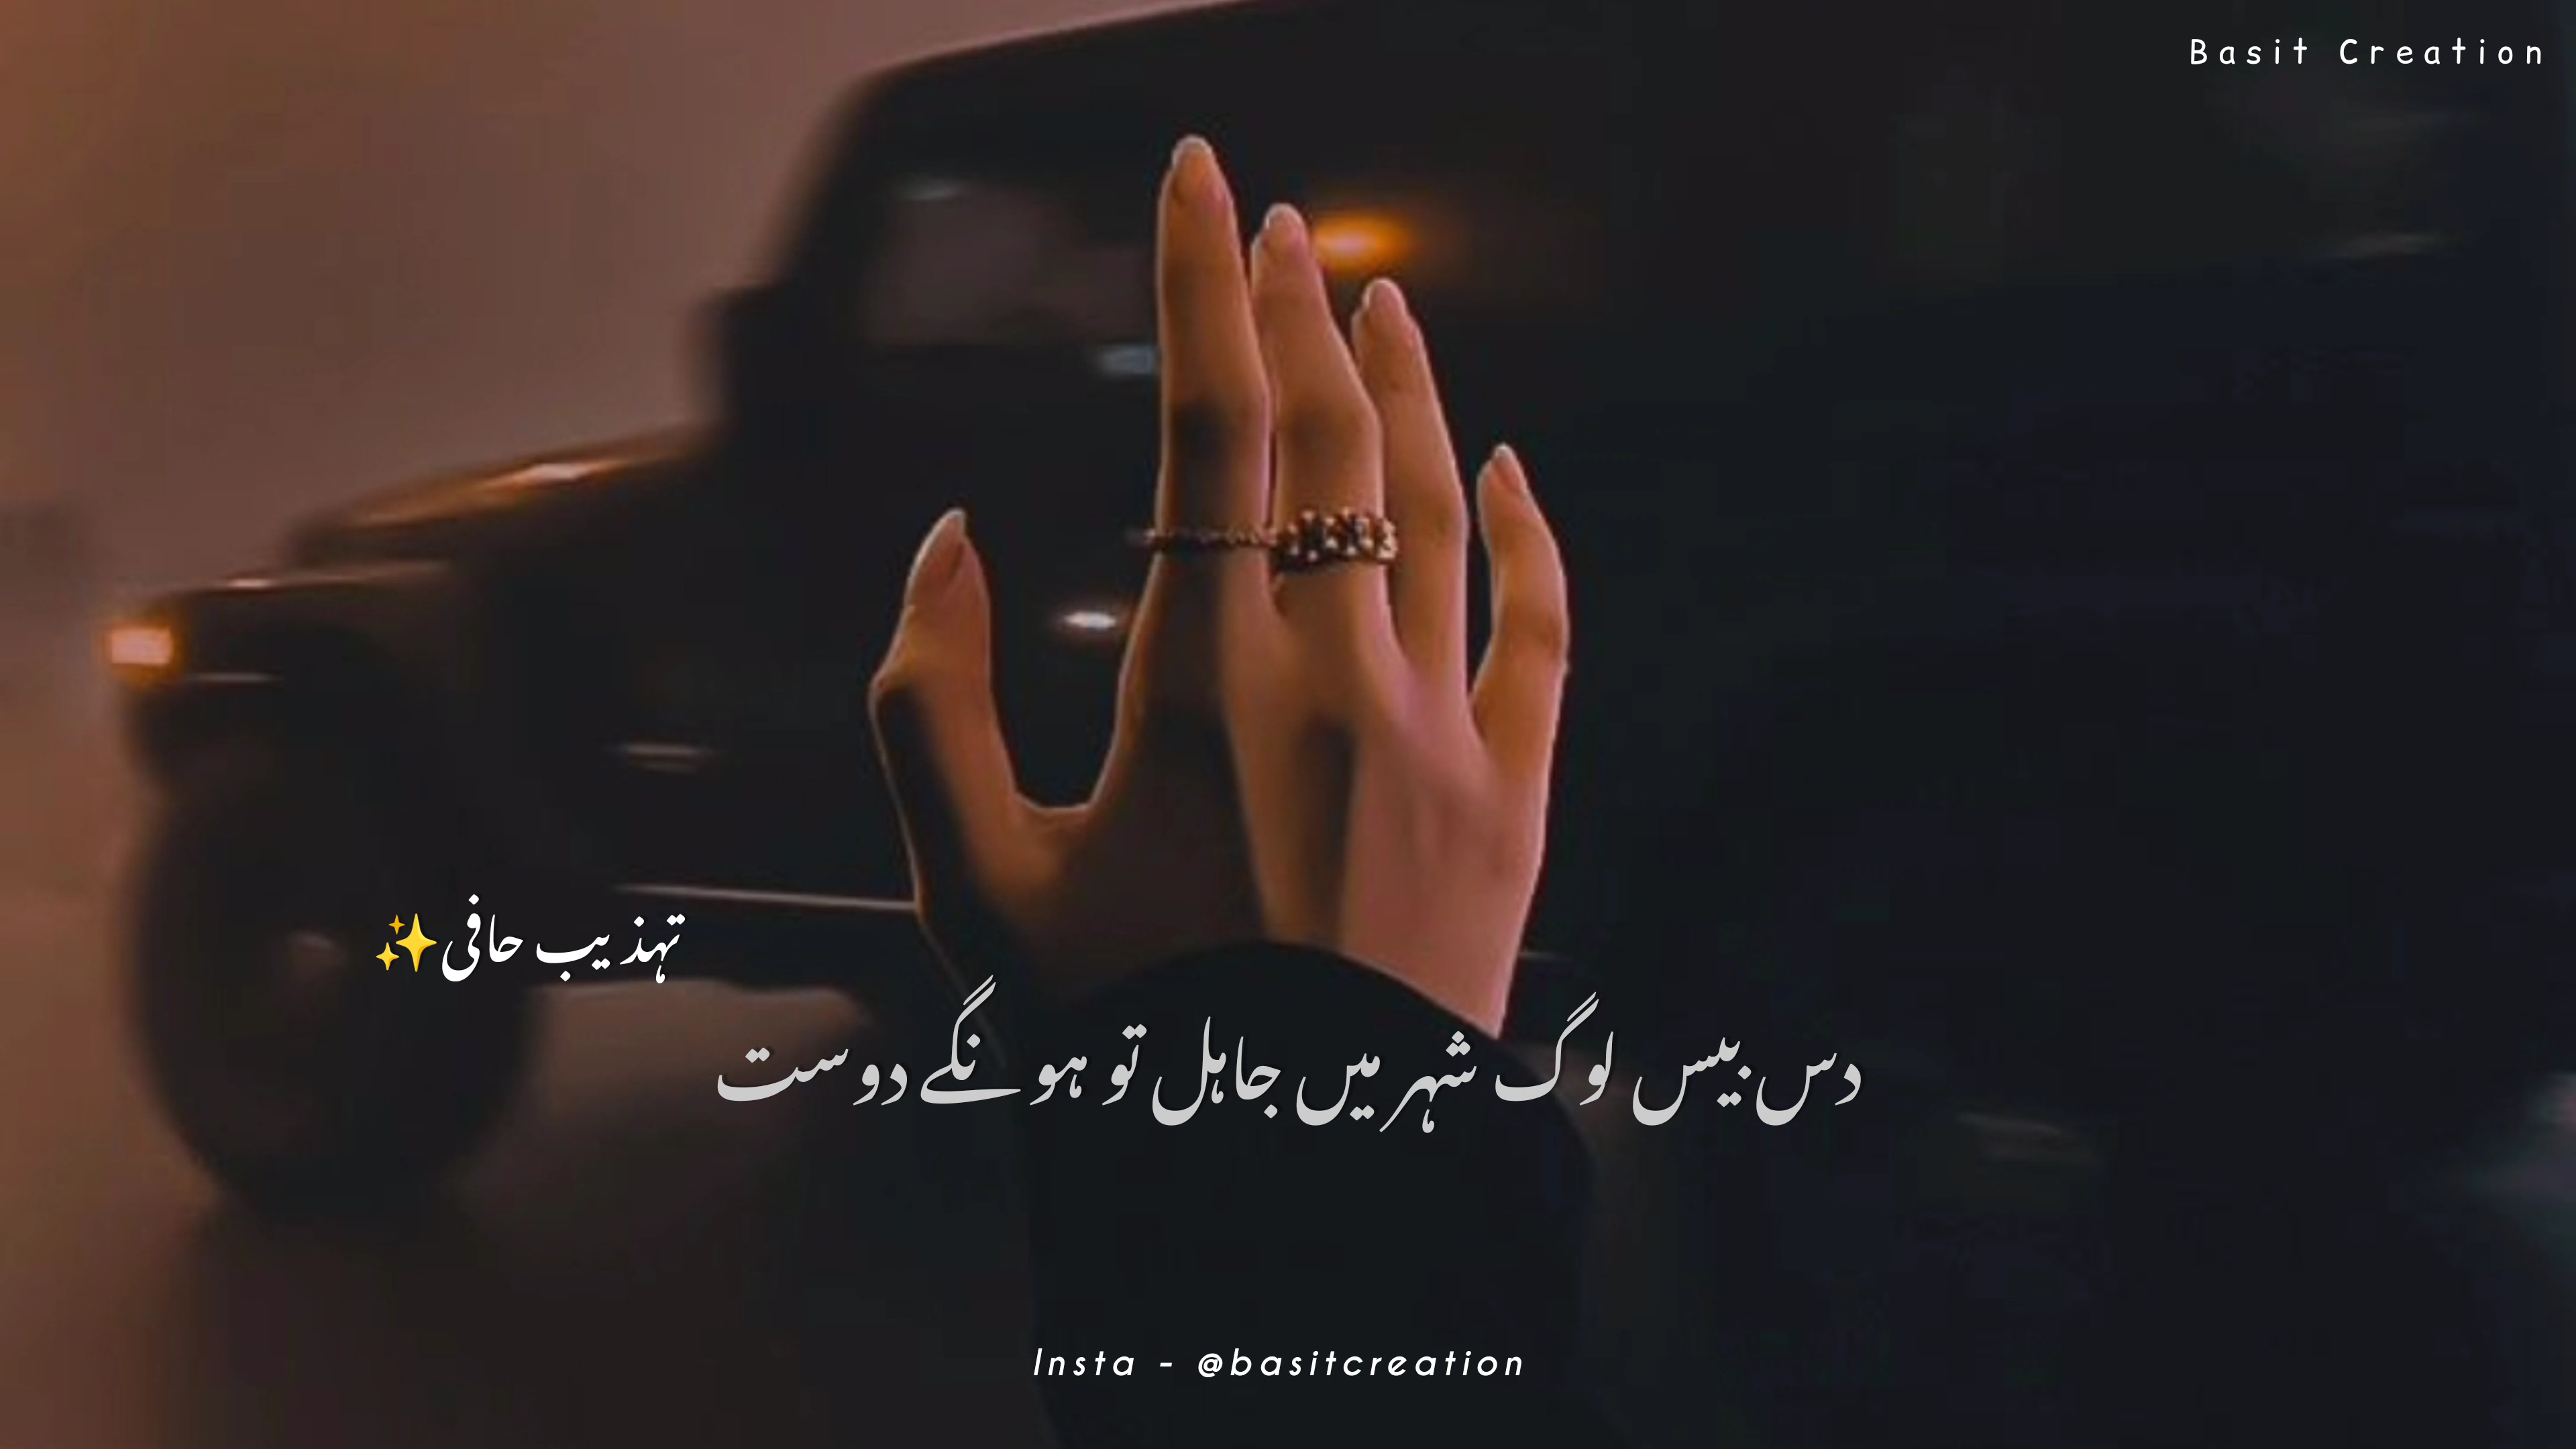 Basit Creation
تہذیب حافی✨
دس بیس لوگ شہر میں جاہل تو ہونگے دوست
Insta - @basitcreation